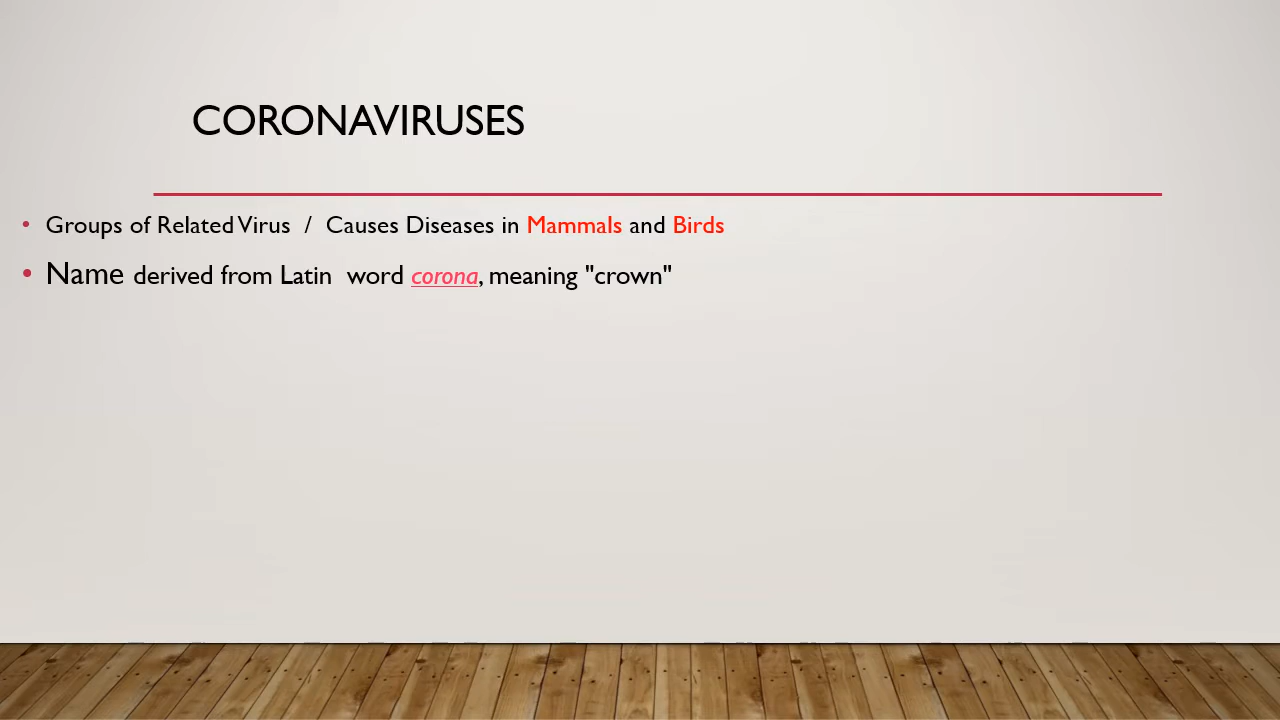 CORONAVIRUSES
• Groups of Related Virus / Causes Diseases in Mammals and Birds
• Name derived from Latin word corona, meaning "crown"